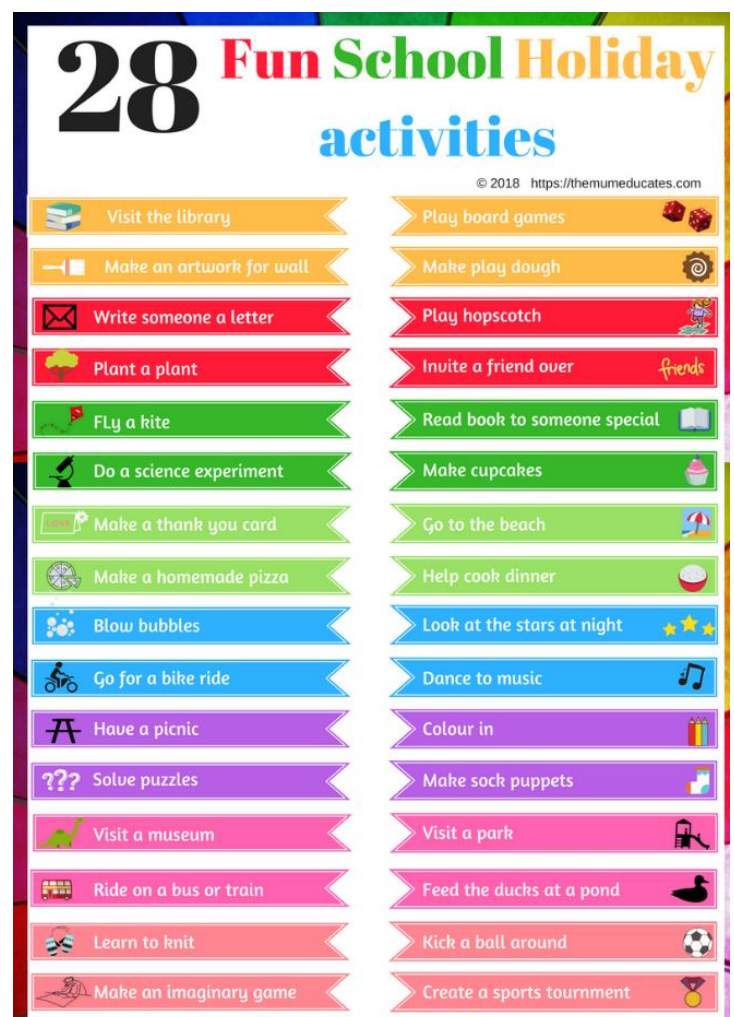 28 Fun School Holiday
activities
© 2018 https://themumeducates.com
Visit the library
Make an artwork for wall
Write someone a letter
Plant a plant
FLy a kite
Do a science experiment
LOVE
Make a thank you card
Make a homemade pizza
Blow bubbles
Go for a bike ride
Have a picnic
??? Solve puzzles
Visit a museum
Ride on a bus or train
Learn to knit
Make an imaginary game
Play board games
Make play dough
Play hopscotch
Invite a friend over friends
Read book to someone special
Make cupcakes
Go to the beach
Help cook dinner
Look at the stars at night
Dance to music
Colour in
Make sock puppets
Visit a park
Feed the ducks at a pond
Kick a ball around
Create a sports tournment